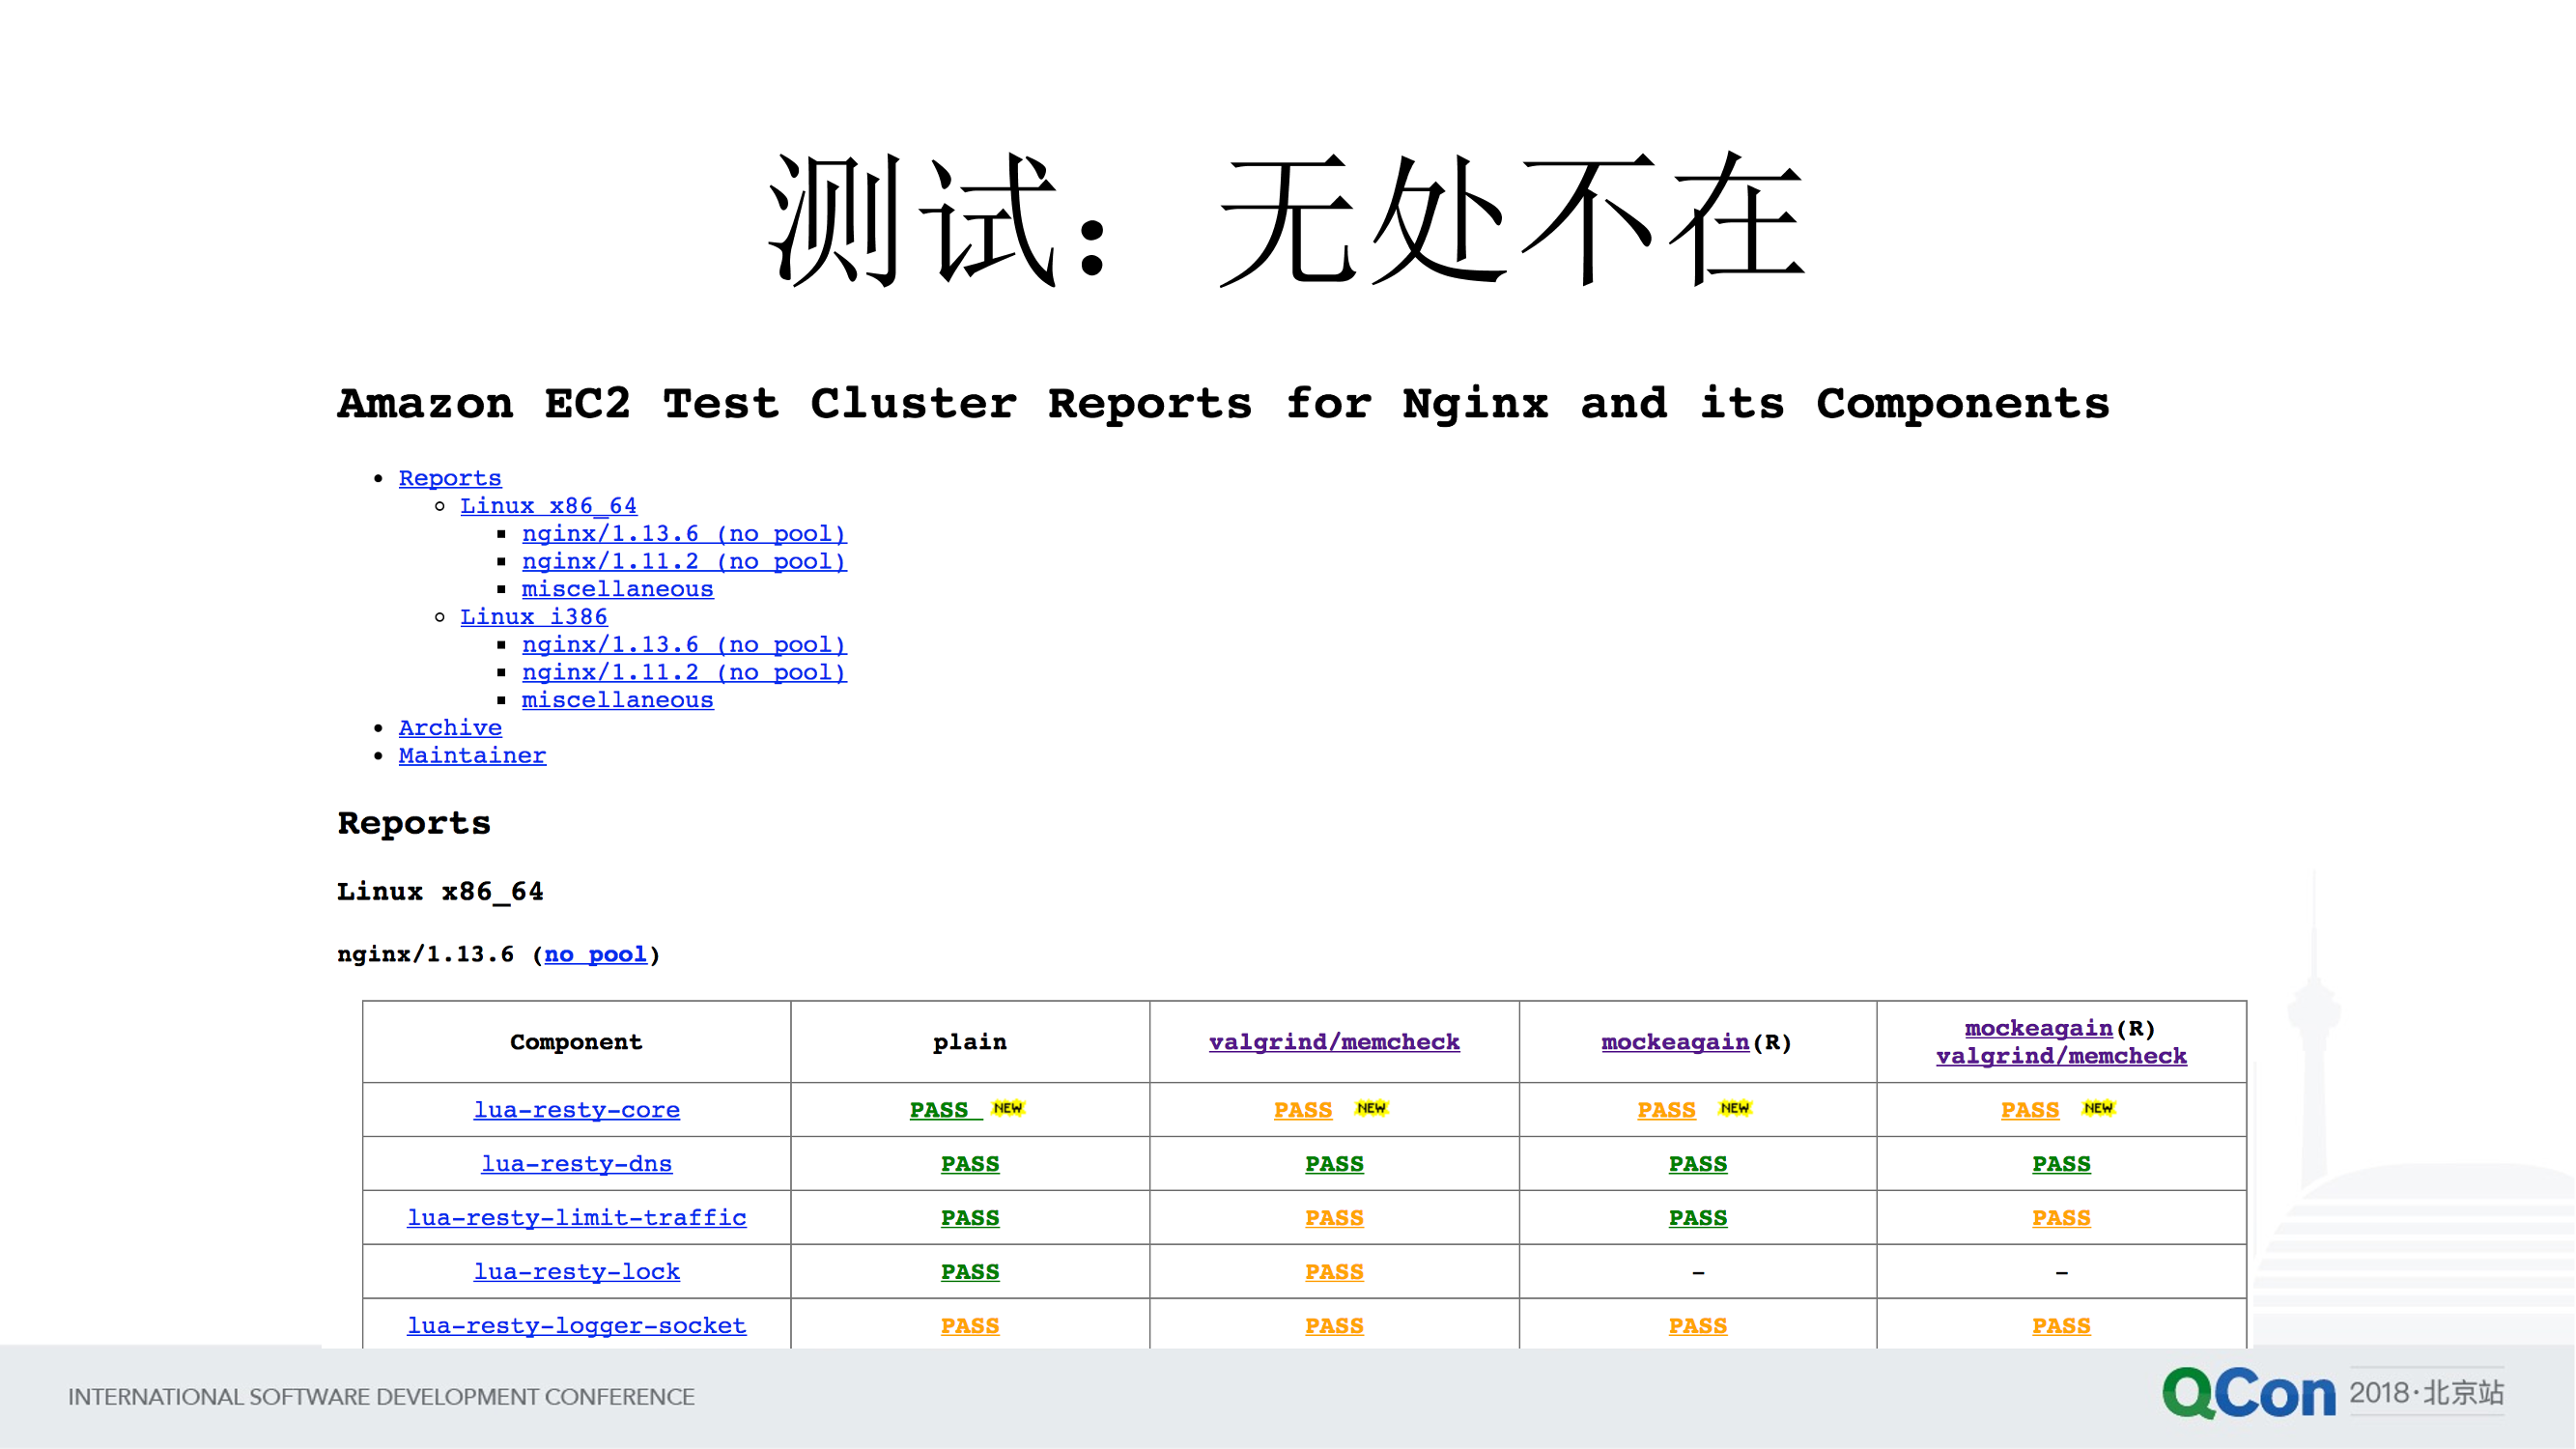 测试：无处不在
Amazon EC2 Test Cluster Reports for Nginx and its Components
Reports
Linux x86_64
nginx/1.13.6 (no pool)
nginx/1.11.2 (no pool)
miscellaneous
Linux i386
nginx/1.13.6 (no pool)
nginx/1.11.2 (no pool)
miscellaneous
Archive
Maintainer
Reports
Linux x86_64
nginx/1.13.6 (no pool)
Component plain valgrind/memcheck mockeagain(R) mockeagain(R) valgrind/memcheck
lua-resty-core PASS NEW PASS NEW PASS NEW PASS NEW
lua-resty-dns PASS PASS PASS PASS
lua-resty-limit-traffic PASS PASS PASS PASS
lua-resty-lock PASS PASS - -
lua-resty-logger-socket PASS PASS PASS PASS
INTERNATIONAL SOFTWARE DEVELOPMENT CONFERENCE
QCon 2018·北京站